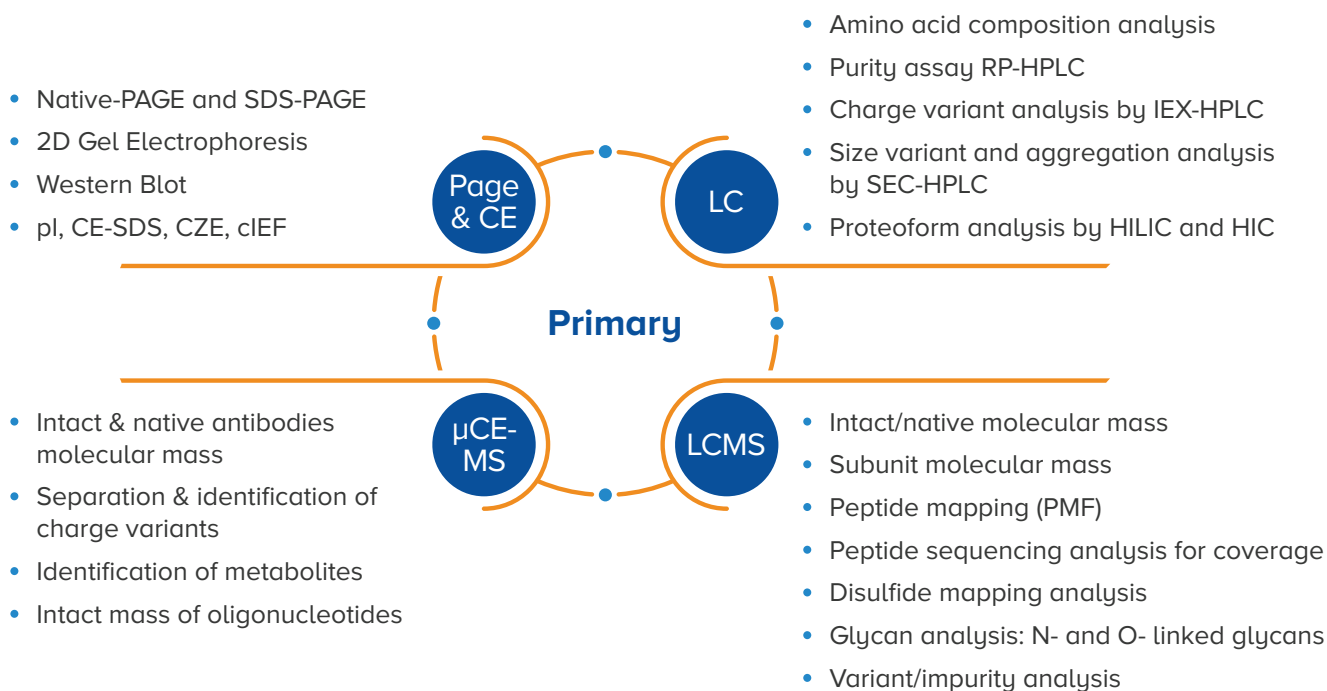 Native-PAGE and SDS-PAGE
2D Gel Electrophoresis
Western Blot
pI, CE-SDS, CZE, cIEF
Page
& CE
LC
Amino acid composition analysis
Purity assay RP-HPLC
Charge variant analysis by IEX-HPLC
Size variant and aggregation analysis
by SEC-HPLC
Proteoform analysis by HILIC and HIC
Primary
Intact & native antibodies
molecular mass
Separation & identification of
charge variants
Identification of metabolites
Intact mass of oligonucleotides
µCE-
MS
LCMS
Intact/native molecular mass
Subunit molecular mass
Peptide mapping (PMF)
Peptide sequencing analysis for coverage
Disulfide mapping analysis
Glycan analysis: N- and O- linked glycans
Variant/impurity analysis